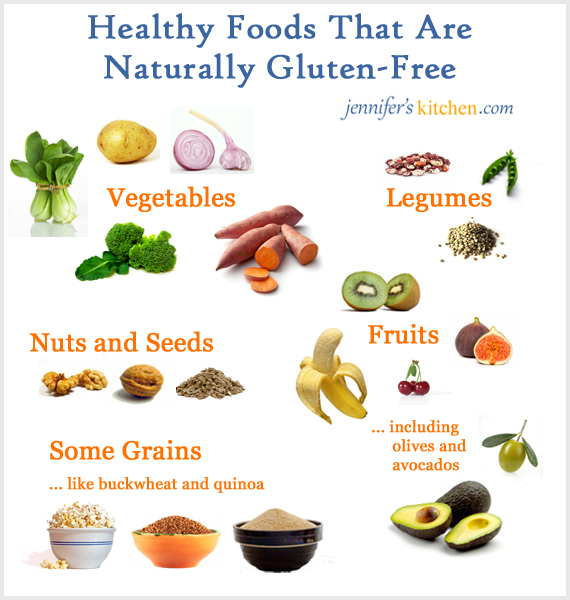 Healthy Foods That Are
Naturally Gluten-Free
jennifer's kitchen.com
Vegetables
Legumes
Nuts and Seeds
Fruits
... including
olives and
avocados
Some Grains
... like buckwheat and quinoa